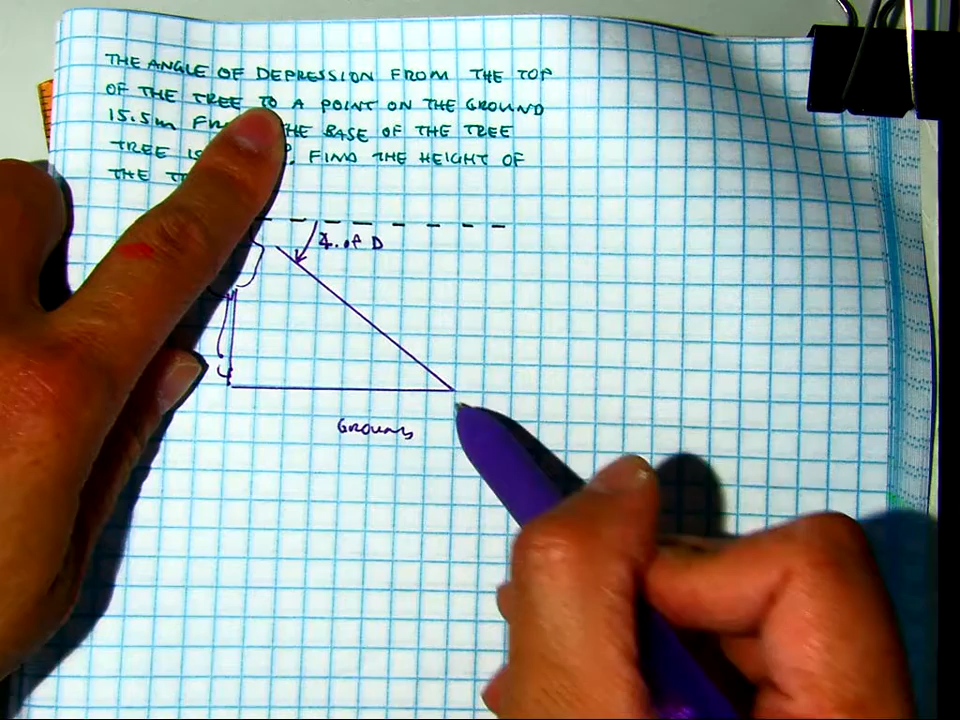 THE ANGLE OF DEPRESSION FROM THE TOP
OF THE TREE TO A POINT ON THE GROUND
15.5m THE BASE OF THE TREE
TREE FIND THE HEIGHT OF
THE
∡. of D
GROUND